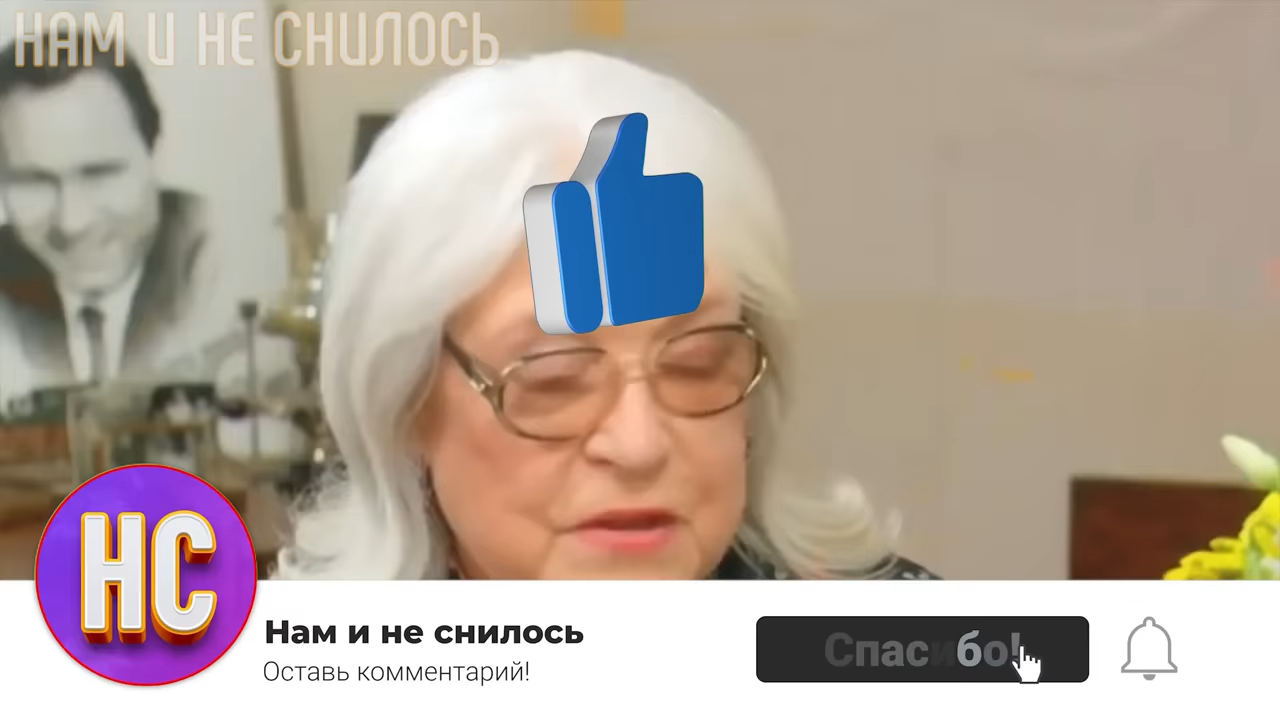 НАМ И НЕ СНИЛОСЬ
НС
Нам и не снилось
Оставь комментарий!
Спасибо!